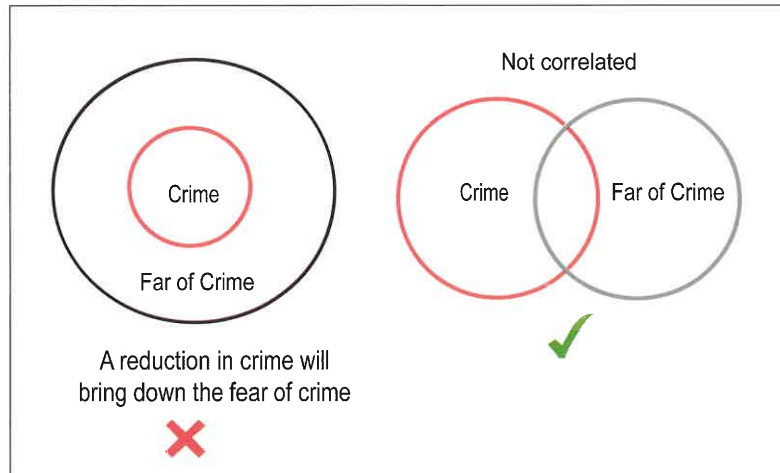 Crime
Far of Crime
A reduction in crime will
bring down the fear of crime
Not correlated
Crime
Far of Crime